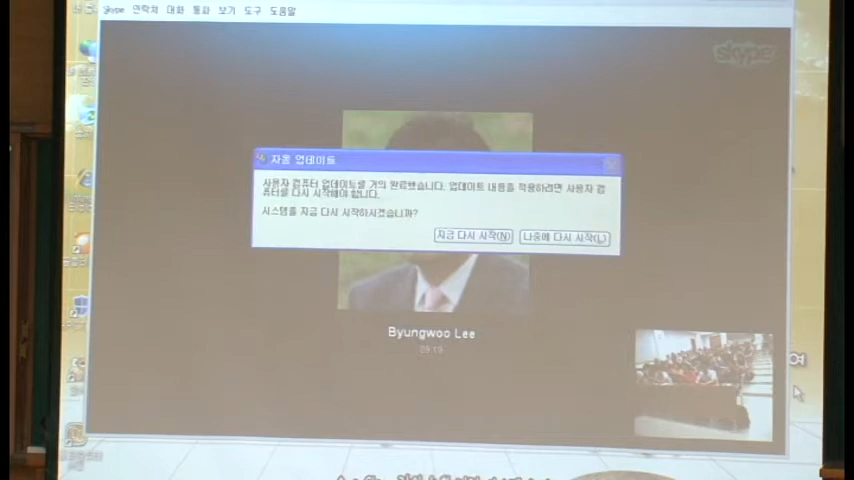 Skype 연락처 대화 통화 보기 도구 도움말
skype
자동 업데이트
사용자 컴퓨터 업데이트를 거의 완료했습니다. 업데이트 내용을 적용하려면 사용자 컴
퓨터를 다시 시작해야 합니다.
시스템을 지금 다시 시작하시겠습니까?
지금 다시 시작(N) 나중에 다시 시작(L)
Byungwoo Lee
09:19
여